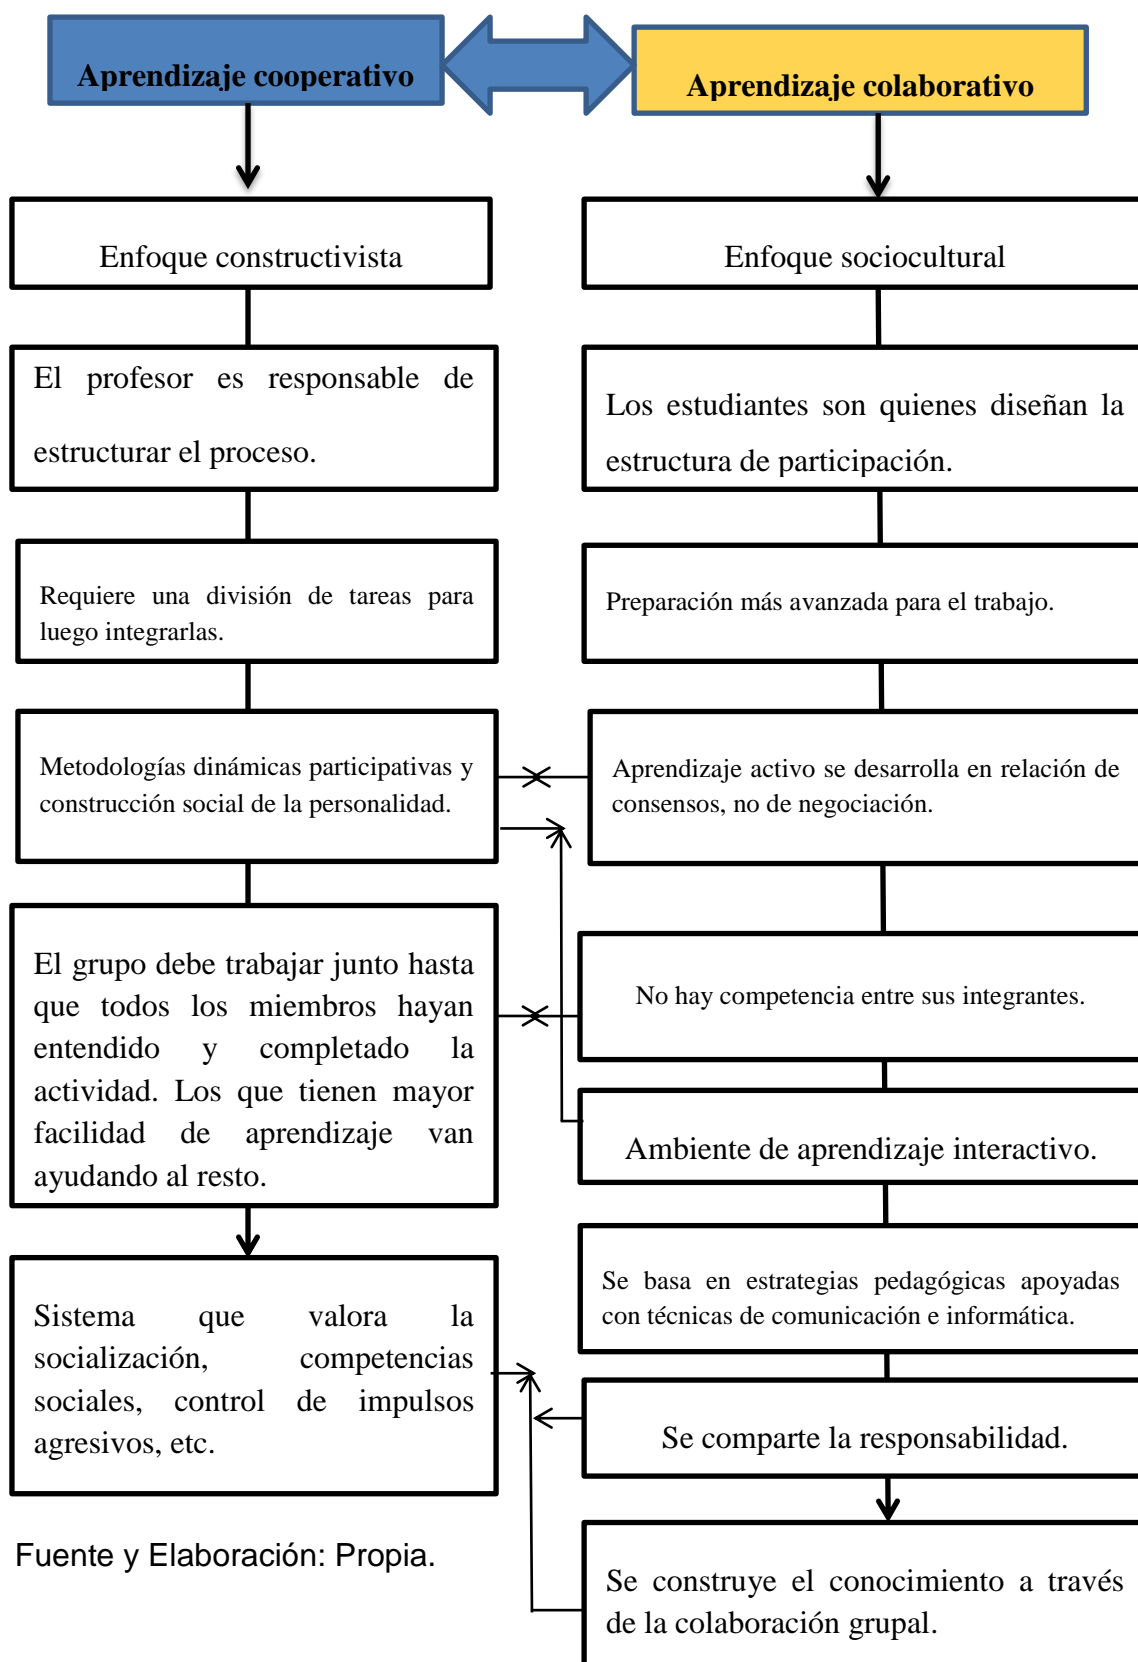 Aprendizaje cooperativo
Aprendizaje colaborativo
Enfoque constructivista
Enfoque sociocultural
El profesor es responsable de
estructurar el proceso.
Los estudiantes son quienes diseñan la
estructura de participación.
Requiere una división de tareas para
luego integrarlas.
Preparación más avanzada para el trabajo.
Metodologías dinámicas participativas y
construcción social de la personalidad.
Aprendizaje activo se desarrolla en relación de
consensos, no de negociación.
El grupo debe trabajar junto hasta
que todos los miembros hayan
entendido y completado la
actividad. Los que tienen mayor
facilidad de aprendizaje van
ayudando al resto.
No hay competencia entre sus integrantes.
Ambiente de aprendizaje interactivo.
Se basa en estrategias pedagógicas apoyadas
con técnicas de comunicación e informática.
Sistema que valora la
socialización, competencias
sociales, control de impulsos
agresivos, etc.
Se comparte la responsabilidad.
Se construye el conocimiento a través
de la colaboración grupal.
Fuente y Elaboración: Propia.